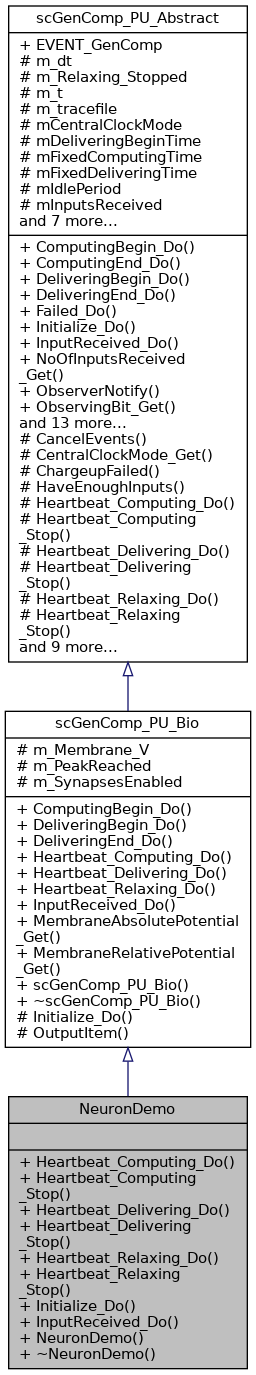 scGenComp_PU_Abstract
+ EVENT_GenComp
# m_dt
# m_Relaxing_Stopped
# m_t
# m_tracefile
# mCentralClockMode
# mDeliveringBeginTime
# mFixedComputingTime
# mFixedDeliveringTime
# mIdlePeriod
# mInputsReceived
and 7 more...
+ ComputingBegin_Do()
+ ComputingEnd_Do()
+ DeliveringBegin_Do()
+ DeliveringEnd_Do()
+ Failed_Do()
+ Initialize_Do()
+ InputReceived_Do()
+ NoOfInputsReceived
_Get()
+ ObserverNotify()
+ ObservingBit_Get()
and 13 more...
# CancelEvents()
# CentralClockMode_Get()
# ChargeupFailed()
# HaveEnoughInputs()
# Heartbeat_Computing_Do()
# Heartbeat_Computing
_Stop()
# Heartbeat_Delivering_Do()
# Heartbeat_Delivering
_Stop()
# Heartbeat_Relaxing_Do()
# Heartbeat_Relaxing
_Stop()
and 9 more...
scGenComp_PU_Bio
# m_Membrane_V
# m_PeakReached
# m_SynapsesEnabled
+ ComputingBegin_Do()
+ DeliveringBegin_Do()
+ DeliveringEnd_Do()
+ Heartbeat_Computing_Do()
+ Heartbeat_Delivering_Do()
+ Heartbeat_Relaxing_Do()
+ InputReceived_Do()
+ MembraneAbsolutePotential
_Get()
+ MembraneRelativePotential
_Get()
+ scGenComp_PU_Bio()
+ ~scGenComp_PU_Bio()
# Initialize_Do()
# OutputItem()
NeuronDemo
+ Heartbeat_Computing_Do()
+ Heartbeat_Computing
_Stop()
+ Heartbeat_Delivering_Do()
+ Heartbeat_Delivering
_Stop()
+ Heartbeat_Relaxing_Do()
+ Heartbeat_Relaxing
_Stop()
+ Initialize_Do()
+ InputReceived_Do()
+ NeuronDemo()
+ ~NeuronDemo()